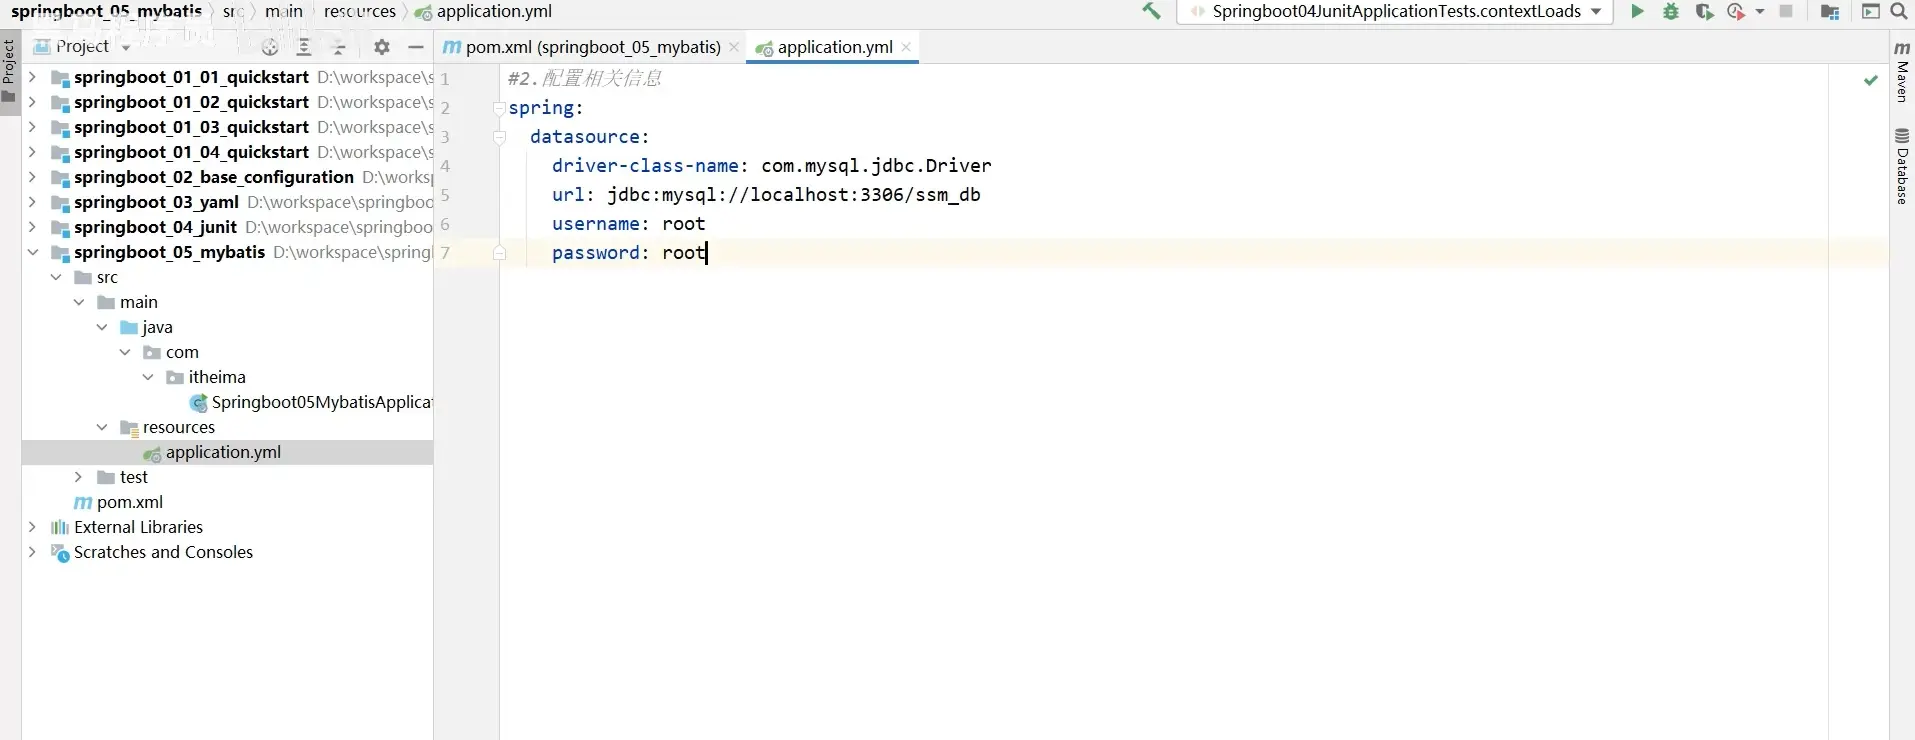 springboot_05_mybatis src main resources application.yml
Springboot04JunitApplicationTests.contextLoads
Project
Project
pom.xml (springboot_05_mybatis)
application.yml
springboot_01_01_quickstart D:\workspace\s
springboot_01_02_quickstart D:\workspace\s
springboot_01_03_quickstart D:\workspace\s
springboot_01_04_quickstart D:\workspace\s
springboot_02_base_configuration D:\works
springboot_03_yaml D:\workspace\springboo
springboot_04_junit D:\workspace\springboo
springboot_05_mybatis D:\workspace\spring
src
main
java
com
itheima
Springboot05MybatisApplica
resources
application.yml
test
pom.xml
External Libraries
Scratches and Consoles
1 #2.配置相关信息
2 spring:
3 datasource:
4 driver-class-name: com.mysql.jdbc.Driver
5 url: jdbc:mysql://localhost:3306/ssm_db
6 username: root
7 password: root
Maven
Database